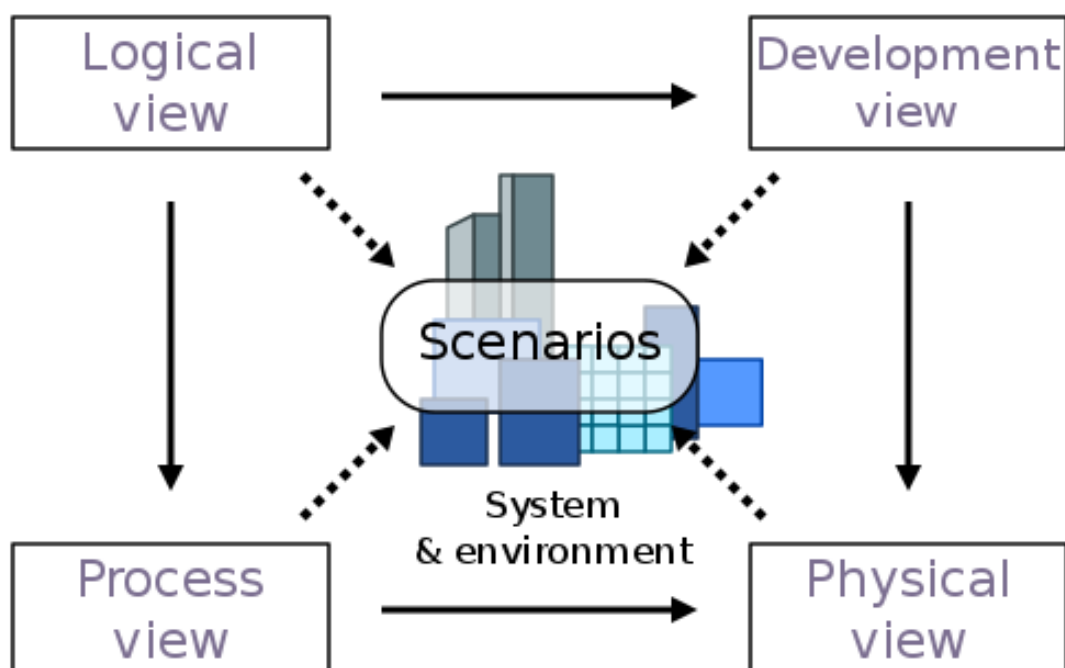 Logical
view
Development
view
Scenarios
System
& environment
Process
view
Physical
view